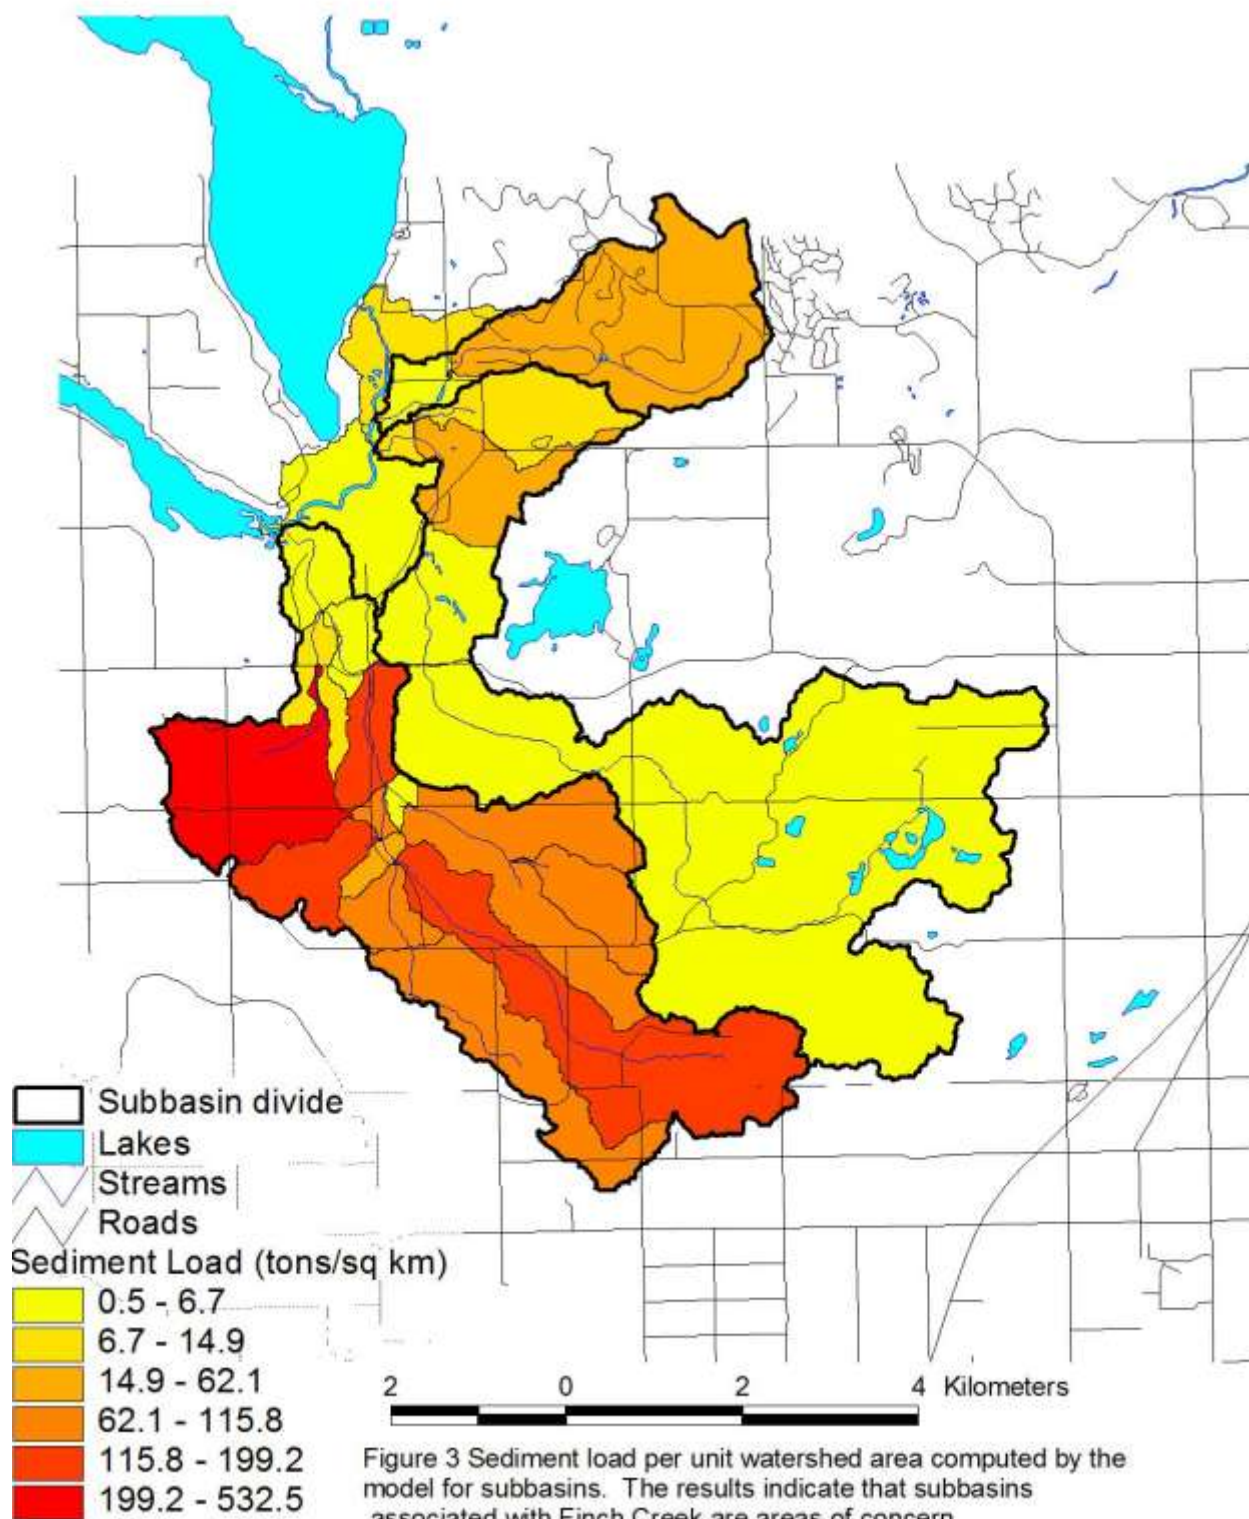 Subbasin divide
Lakes
Streams
Roads
Sediment Load (tons/sq km)
0.5 - 6.7
6.7 - 14.9
14.9 - 62.1
62.1 - 115.8
115.8 - 199.2
199.2 - 532.5
2 0 2 4 Kilometers
Figure 3 Sediment load per unit watershed area computed by the
model for subbasins. The results indicate that subbasins
associated with Finch Creek are areas of concern